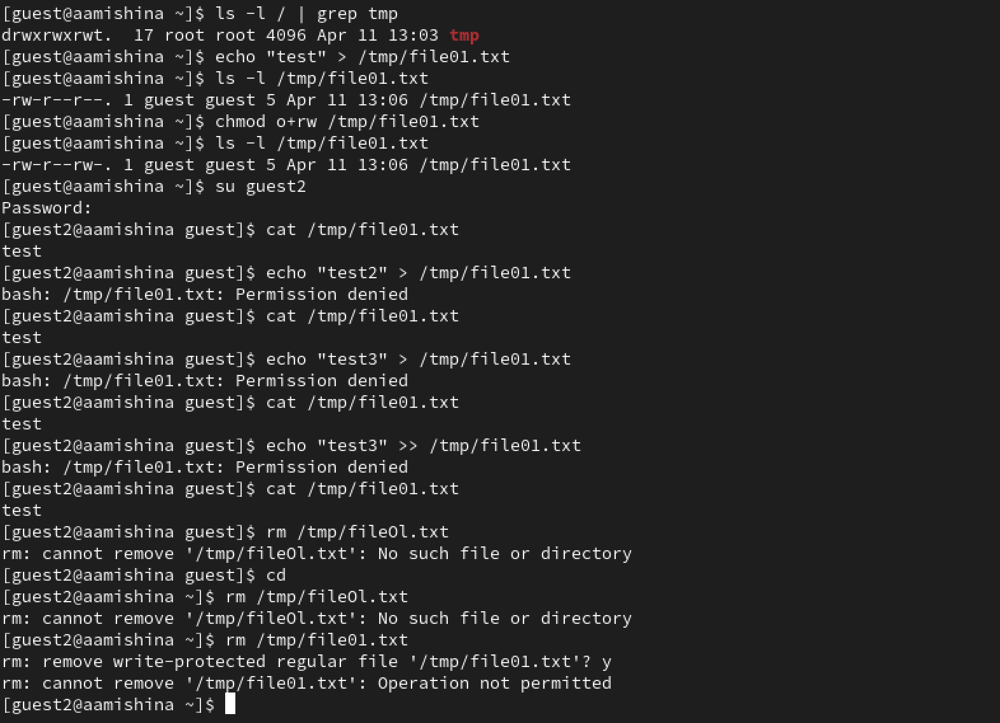 [guest@aamishina ~]$ ls -l / | grep tmp
drwxrwxrwt.  17 root root 4096 Apr 11 13:03 tmp
[guest@aamishina ~]$ echo "test" > /tmp/file01.txt
[guest@aamishina ~]$ ls -l /tmp/file01.txt
-rw-r--r--. 1 guest guest 5 Apr 11 13:06 /tmp/file01.txt
[guest@aamishina ~]$ chmod o+rw /tmp/file01.txt
[guest@aamishina ~]$ ls -l /tmp/file01.txt
-rw-r--rw-. 1 guest guest 5 Apr 11 13:06 /tmp/file01.txt
[guest@aamishina ~]$ su guest2
Password:
[guest2@aamishina guest]$ cat /tmp/file01.txt
test
[guest2@aamishina guest]$ echo "test2" > /tmp/file01.txt
bash: /tmp/file01.txt: Permission denied
[guest2@aamishina guest]$ cat /tmp/file01.txt
test
[guest2@aamishina guest]$ echo "test3" > /tmp/file01.txt
bash: /tmp/file01.txt: Permission denied
[guest2@aamishina guest]$ cat /tmp/file01.txt
test
[guest2@aamishina guest]$ echo "test3" >> /tmp/file01.txt
bash: /tmp/file01.txt: Permission denied
[guest2@aamishina guest]$ cat /tmp/file01.txt
test
[guest2@aamishina guest]$ rm /tmp/fileOl.txt
rm: cannot remove '/tmp/fileOl.txt': No such file or directory
[guest2@aamishina guest]$ cd
[guest2@aamishina ~]$ rm /tmp/fileOl.txt
rm: cannot remove '/tmp/fileOl.txt': No such file or directory
[guest2@aamishina ~]$ rm /tmp/file01.txt
rm: remove write-protected regular file '/tmp/file01.txt'? y
rm: cannot remove '/tmp/file01.txt': Operation not permitted
[guest2@aamishina ~]$